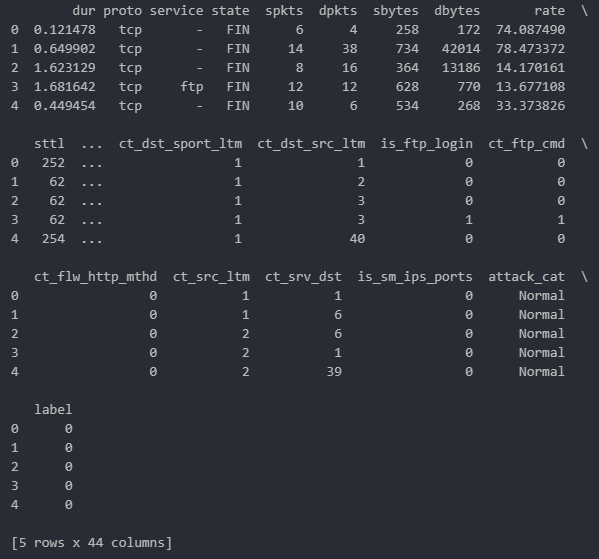 dur proto service state  spkts  dpkts  sbytes  dbytes       rate  \
0  0.121478   tcp       -   FIN      6      4     258     172  74.087490
1  0.649902   tcp       -   FIN     14     38     734   42014  78.473372
2  1.623129   tcp       -   FIN      8     16     364   13186  14.170161
3  1.681642   tcp     ftp   FIN     12     12     628     770  13.677108
4  0.449454   tcp       -   FIN     10      6     534     268  33.373826

   sttl  ...  ct_dst_sport_ltm  ct_dst_src_ltm  is_ftp_login  ct_ftp_cmd  \
0   252  ...                 1               1             0           0
1    62  ...                 1               2             0           0
2    62  ...                 1               3             0           0
3    62  ...                 1               3             1           1
4   254  ...                 1              40             0           0

   ct_flw_http_mthd  ct_src_ltm  ct_srv_dst  is_sm_ips_ports  attack_cat  \
0                 0           1           1                0      Normal
1                 0           1           6                0      Normal
2                 0           2           6                0      Normal
3                 0           2           1                0      Normal
4                 0           2          39                0      Normal

   label
0      0
1      0
2      0
3      0
4      0

[5 rows x 44 columns]